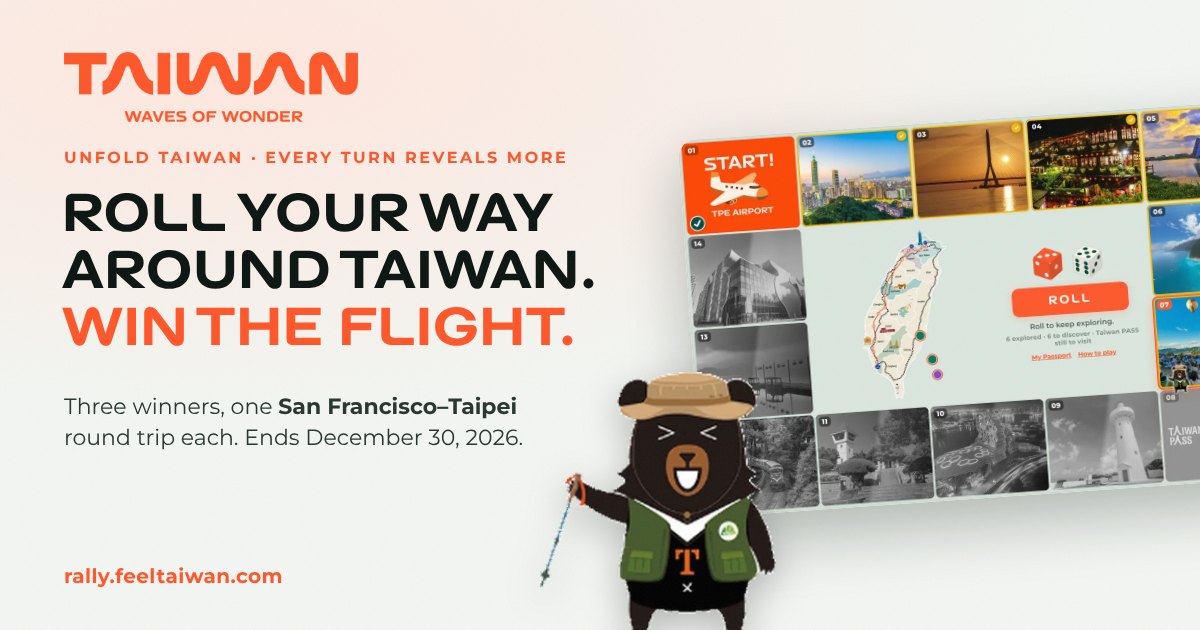 TAIWAN
WAVES OF WONDER
UNFOLD TAIWAN · EVERY TURN REVEALS MORE
ROLL YOUR WAY
AROUND TAIWAN.
WIN THE FLIGHT.
Three winners, one San Francisco–Taipei
round trip each. Ends December 30, 2026.
rally.feeltaiwan.com
01
START!
TPE AIRPORT
02
03
04
05
06
07
08
TAIWAN
PASS
09
10
11
13
14
ROLL
Roll to keep exploring.
6 explored · 6 to discover · Taiwan PASS
still to visit
My Passport How to play
T